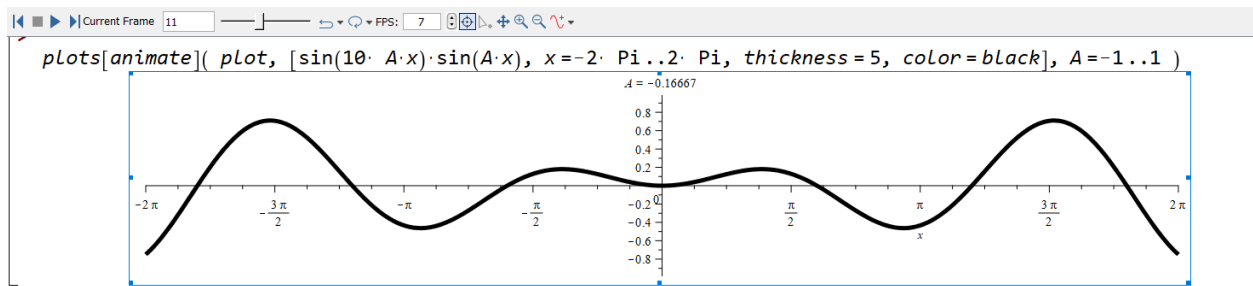 Current Frame 11 FPS: 7
plots[animate]( plot, [sin(10· A·x)·sin(A·x), x=-2· Pi..2· Pi, thickness=5, color=black], A=-1..1 )
A = -0.16667
0.8
0.6
0.4
0.2
-2 π -3π/2 -π -π/2 0 π/2 π 3π/2 2 π
-0.2
-0.4
x
-0.6
-0.8